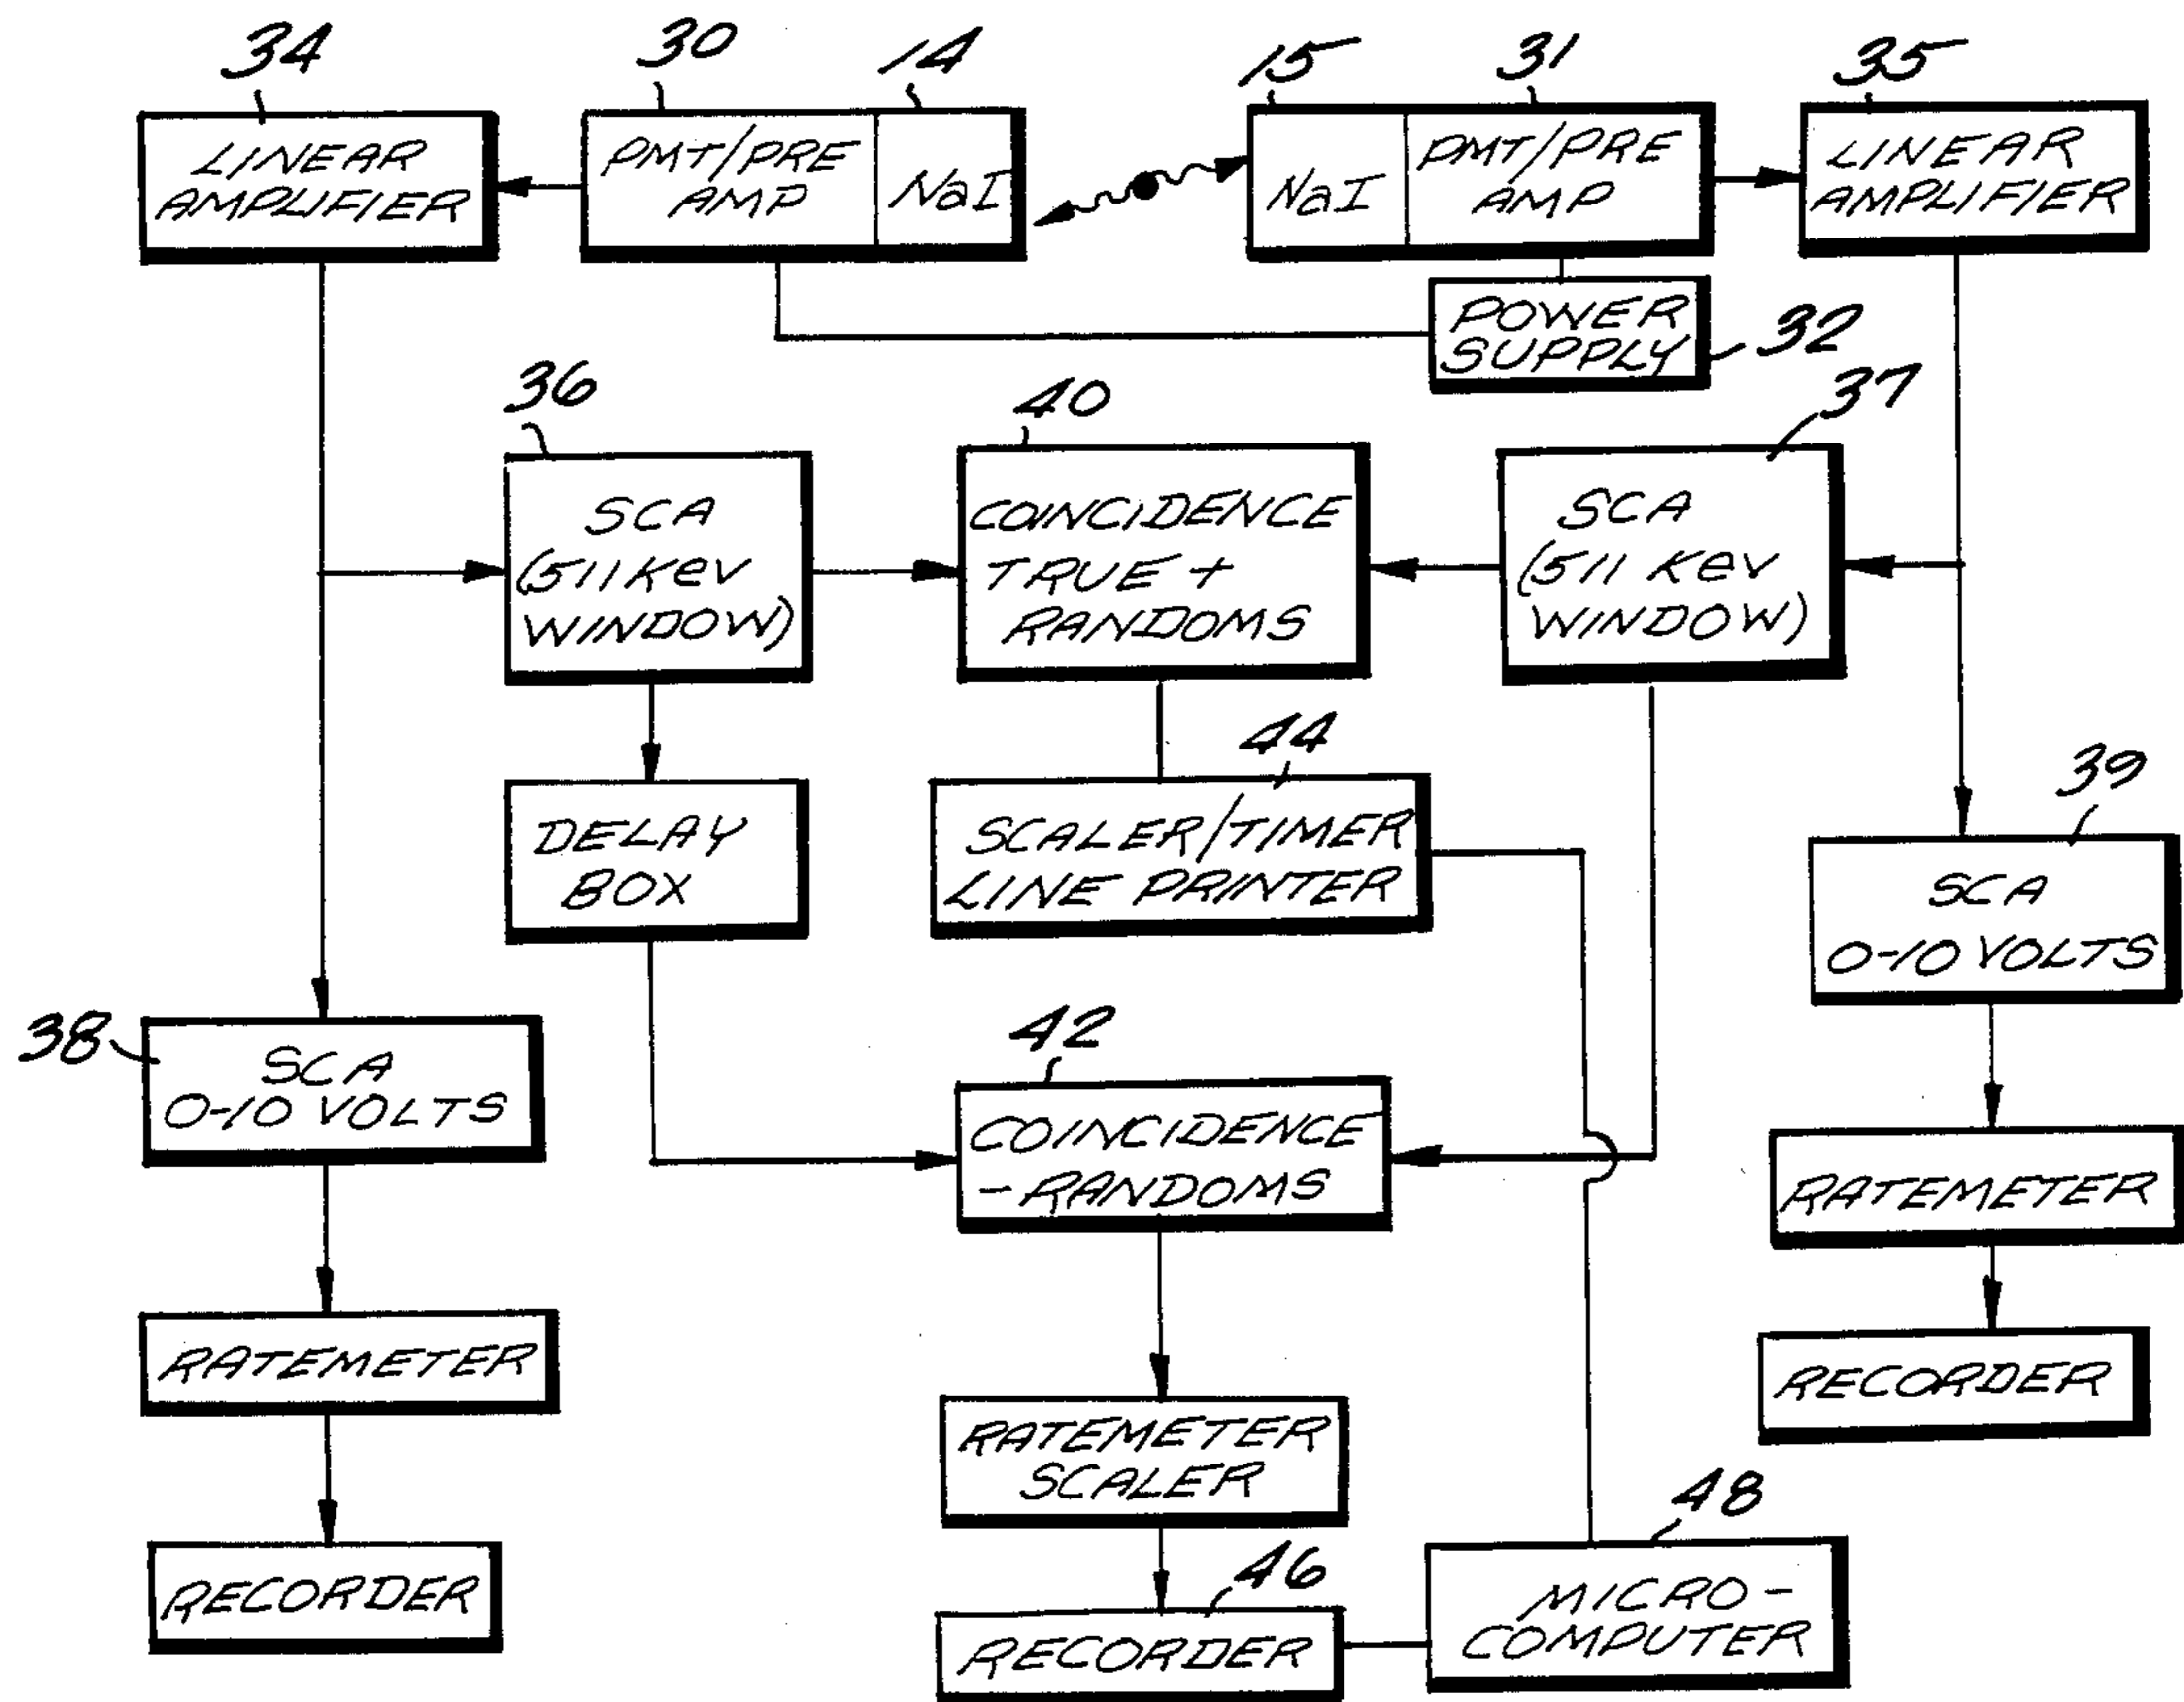 34
30
14
15
31
35
LINEAR
AMPLIFIER
PMT/PRE
AMP
NaI
NaI
PMT/PRE
AMP
LINEAR
AMPLIFIER
POWER
SUPPLY
32
36
40
37
SCA
(511 Kev
WINDOW)
COINCIDENCE
TRUE +
RANDOMS
SCA
(511 Kev
WINDOW)
44
39
DELAY
BOX
SCALER/TIMER
LINE PRINTER
SCA
0-10 VOLTS
38
SCA
0-10 VOLTS
42
COINCIDENCE
- RANDOMS
RATEMETER
RATEMETER
RECORDER
RATEMETER
SCALER
48
RECORDER
46
RECORDER
MICRO-
COMPUTER